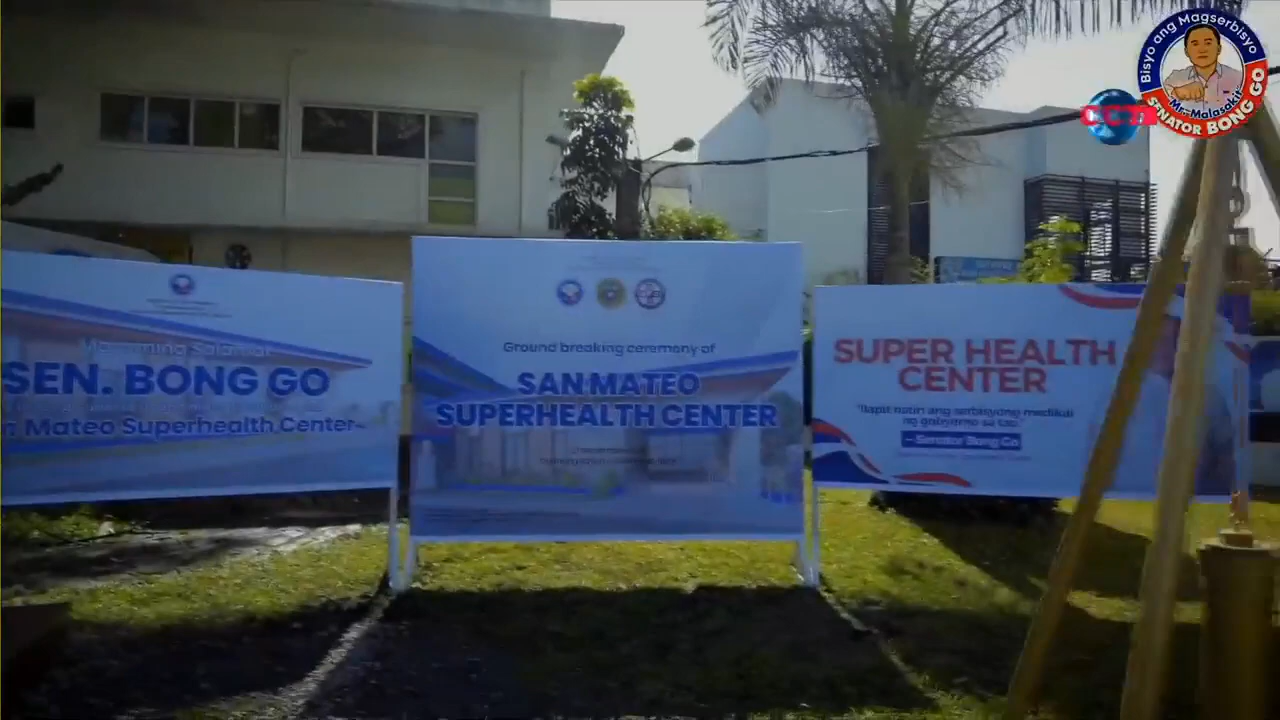 Bisyo ang Magserbisyo
Mr. Malasakit
SENATOR BONG GO
SEN. BONG GO
Mateo Superhealth Center
Ground breaking ceremony of
SAN MATEO
SUPERHEALTH CENTER
SUPER HEALTH
CENTER
"Ilapit natin ang serbisyong medikal
ng gobyerno sa tao."
– Senator Bong Go